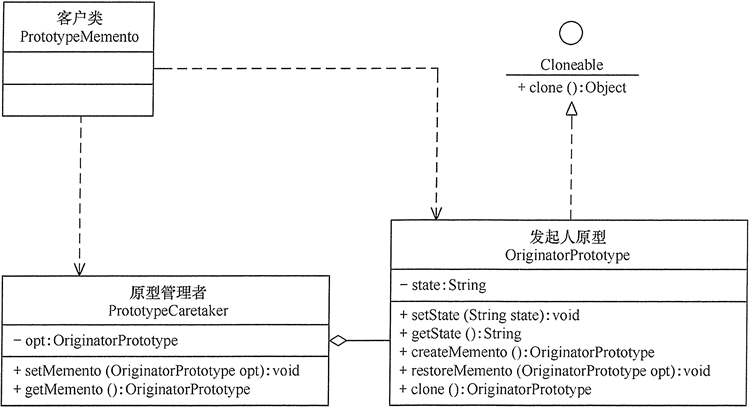 客户类
PrototypeMemento
Cloneable
+ clone ():Object
发起人原型
OriginatorPrototype
- state:String
+ setState (String state):void
+ getState ():String
+ createMemento ():OriginatorPrototype
+ restoreMemento (OriginatorPrototype opt):void
+ clone ():OriginatorPrototype
原型管理者
PrototypeCaretaker
- opt:OriginatorPrototype
+ setMemento (OriginatorPrototype opt):void
+ getMemento ():OriginatorPrototype